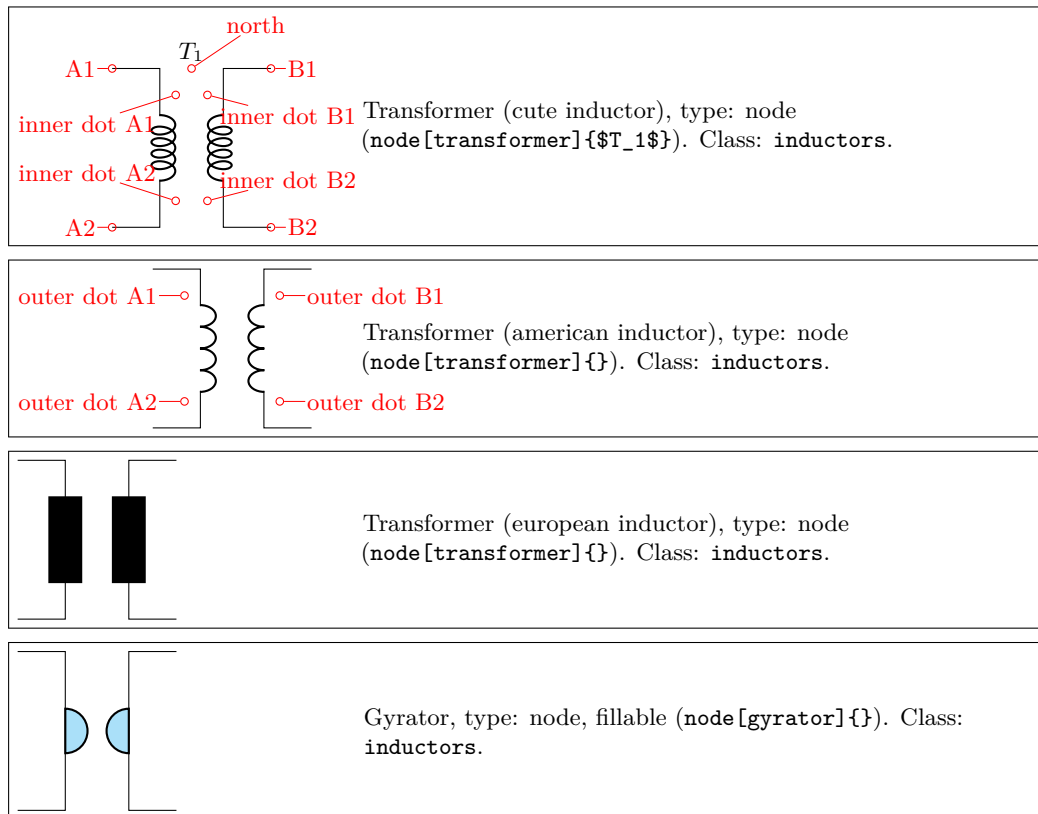 north
T1
A1
B1
inner dot A1
inner dot B1
inner dot A2
inner dot B2
A2
B2
Transformer (cute inductor), type: node
(node[transformer]{$T_1$}). Class: inductors.
outer dot A1
outer dot B1
outer dot A2
outer dot B2
Transformer (american inductor), type: node
(node[transformer]{}). Class: inductors.
Transformer (european inductor), type: node
(node[transformer]{}). Class: inductors.
Gyrator, type: node, fillable (node[gyrator]{}). Class:
inductors.